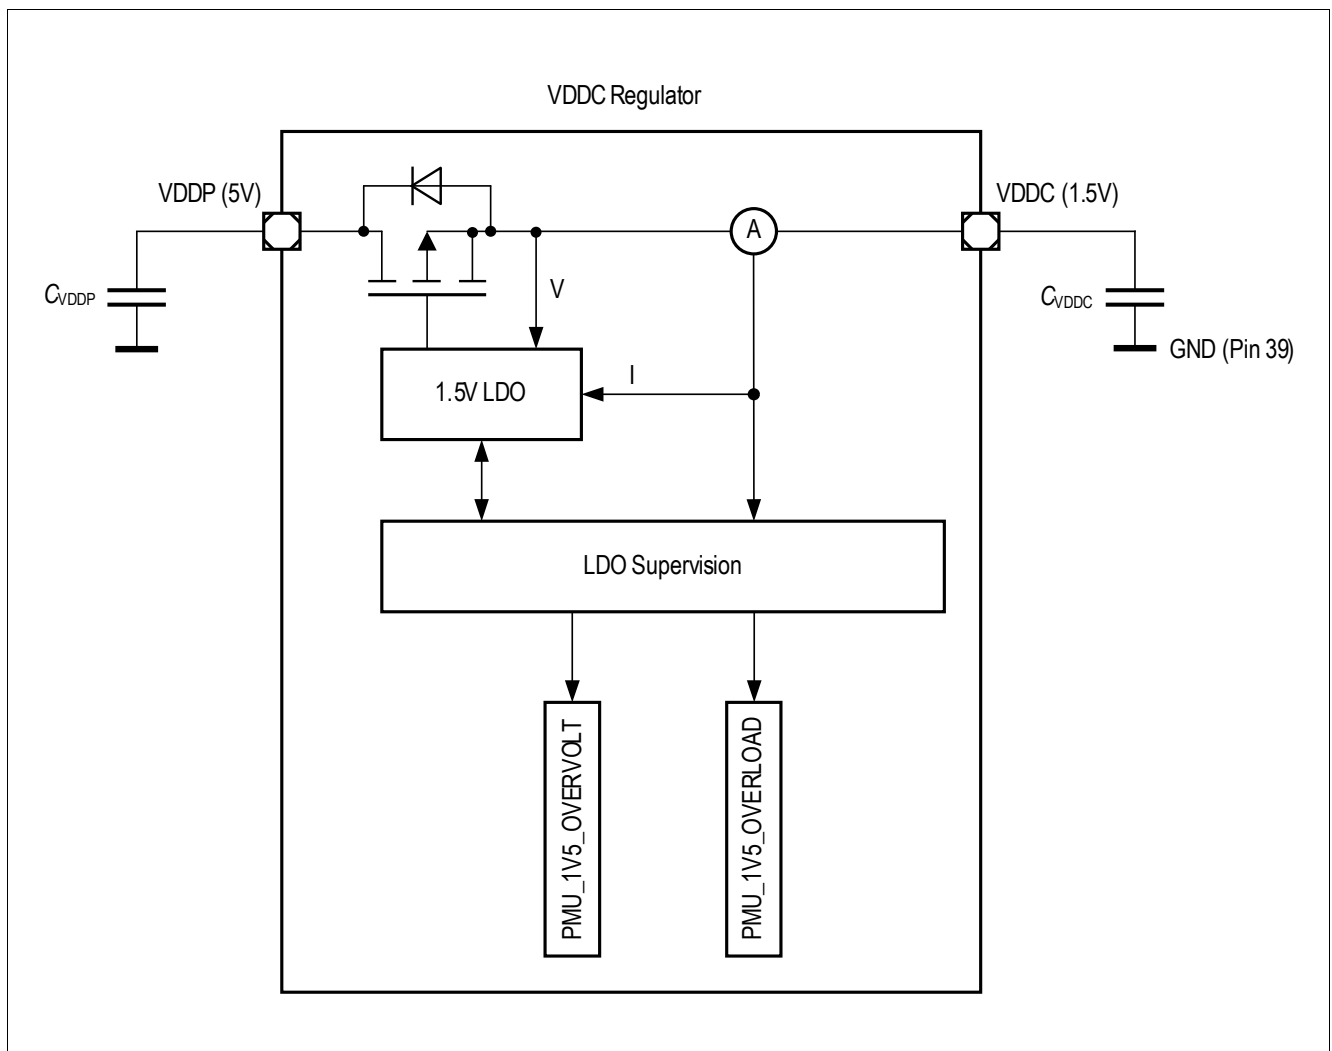 VDDC Regulator
VDDP (5V)
VDDC (1.5V)
A
V
CVDDP
CVDDC
GND (Pin 39)
I
1.5V LDO
LDO Supervision
PMU_1V5_OVERVOLT
PMU_1V5_OVERLOAD